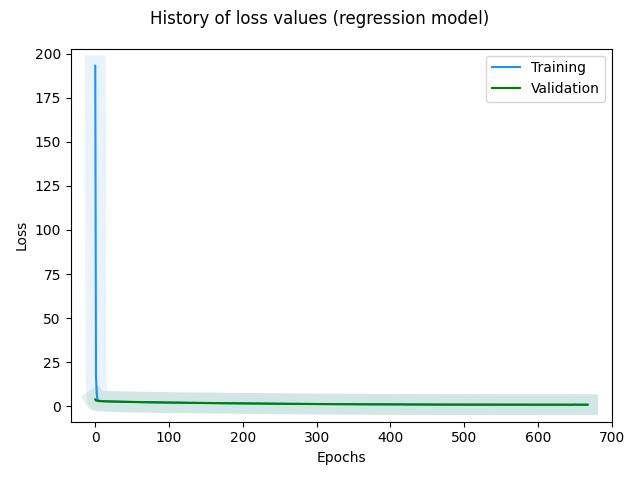 History of loss values (regression model)
200
175
150
125
100
75
50
25
0
Loss
Training
Validation
0 100 200 300 400 500 600 700
Epochs